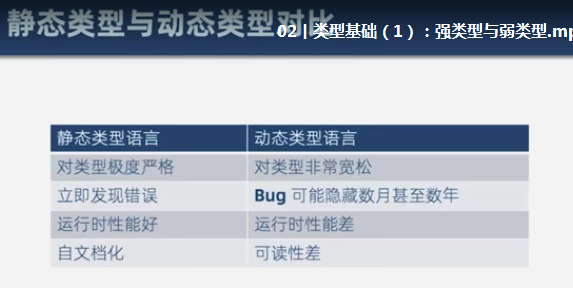 静态类型与动态类型对比
02丨类型基础（1）：强类型与弱类型.mp
静态类型语言 动态类型语言
对类型极度严格 对类型非常宽松
立即发现错误 Bug 可能隐藏数月甚至数年
运行时性能好 运行时性能差
自文档化 可读性差